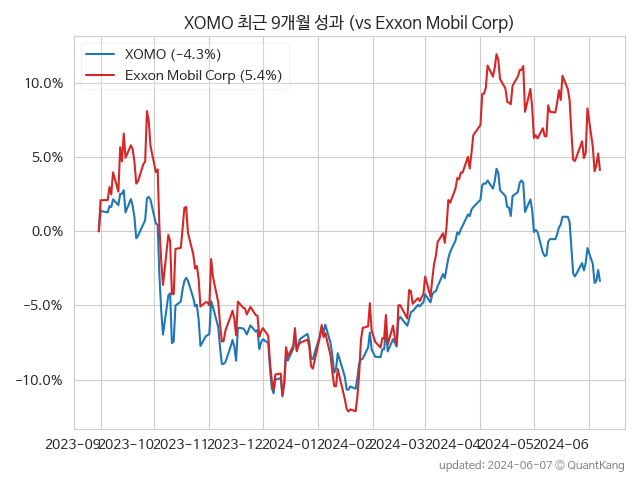 XOMO 최근 9개월 성과 (vs Exxon Mobil Corp)
XOMO (−4.3%)
Exxon Mobil Corp (5.4%)
10.0%
5.0%
0.0%
−5.0%
−10.0%
2023-09 2023-10 2023-11 2023-12 2024-01 2024-02 2024-03 2024-04 2024-05 2024-06
updated: 2024-06-07 © QuantKang